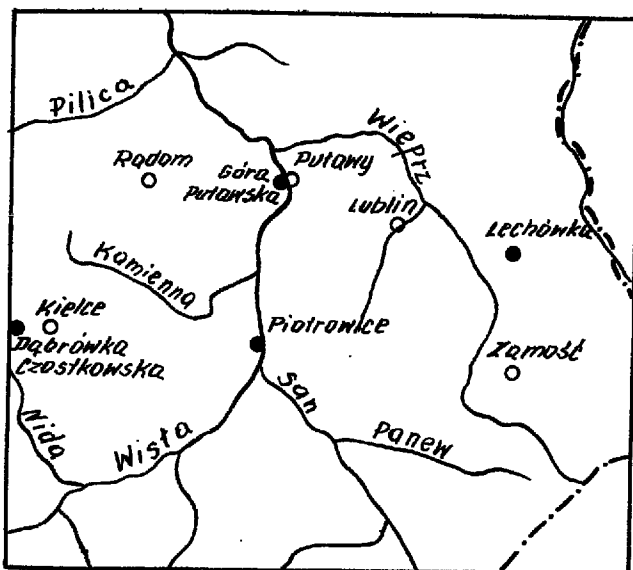 Pilica
Wieprz
Radom
Góra
Puławska
Puławy
Lublin
Lechówka
Kamienna
Kielce
Dąbrówka
Czostkowska
Piotrowice
Zamość
Nida
Wisła
San
Panew